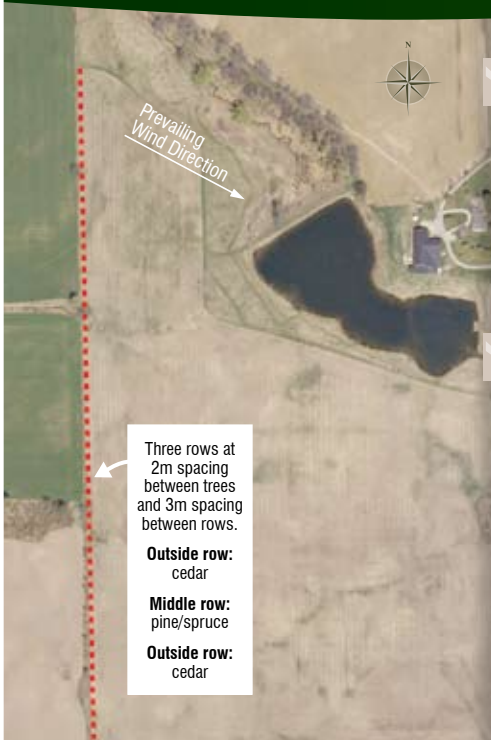 N
Prevailing
Wind Direction
Three rows at
2m spacing
between trees
and 3m spacing
between rows.
Outside row:
cedar
Middle row:
pine/spruce
Outside row:
cedar